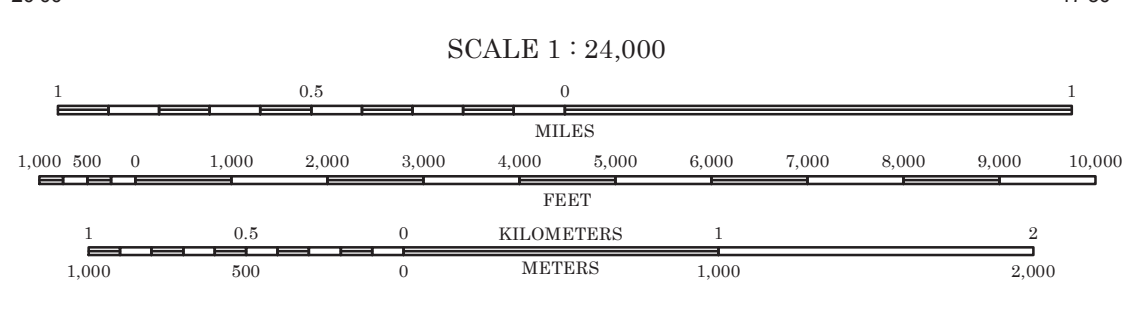 SCALE 1 : 24,000
1 0.5 0 1
MILES
1,000 500 0 1,000 2,000 3,000 4,000 5,000 6,000 7,000 8,000 9,000 10,000
FEET
1 0.5 0 KILOMETERS 1 2
1,000 500 0 METERS 1,000 2,000